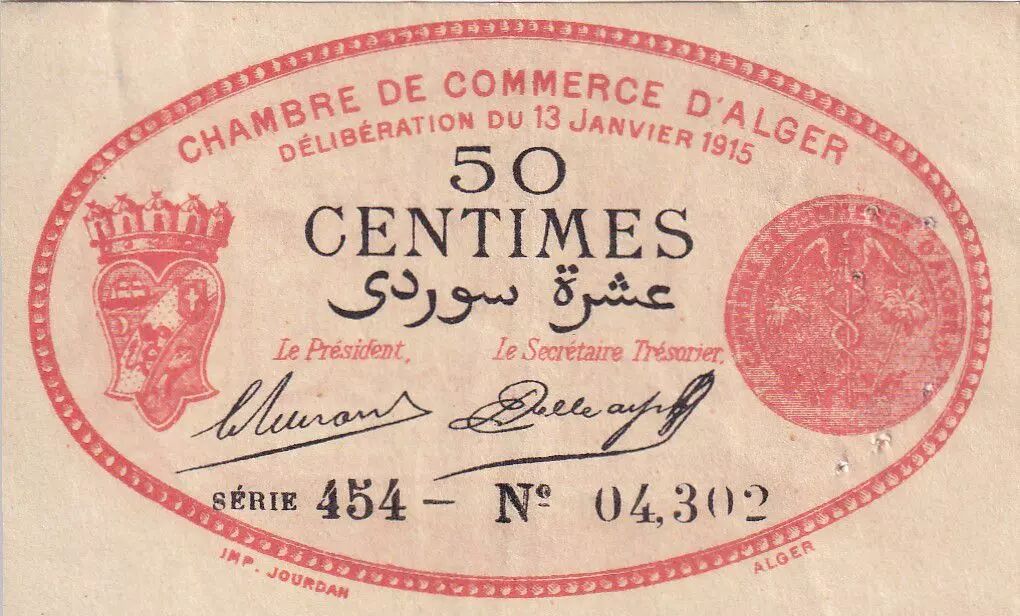 CHAMBRE DE COMMERCE D'ALGER
DÉLIBÉRATION DU 13 JANVIER 1915
50
CENTIMES
عشرة سوردى
Le Président,
Le Secrétaire Trésorier,
SÉRIE 454 – Nº 04,302
IMP. JOURDAN
ALGER